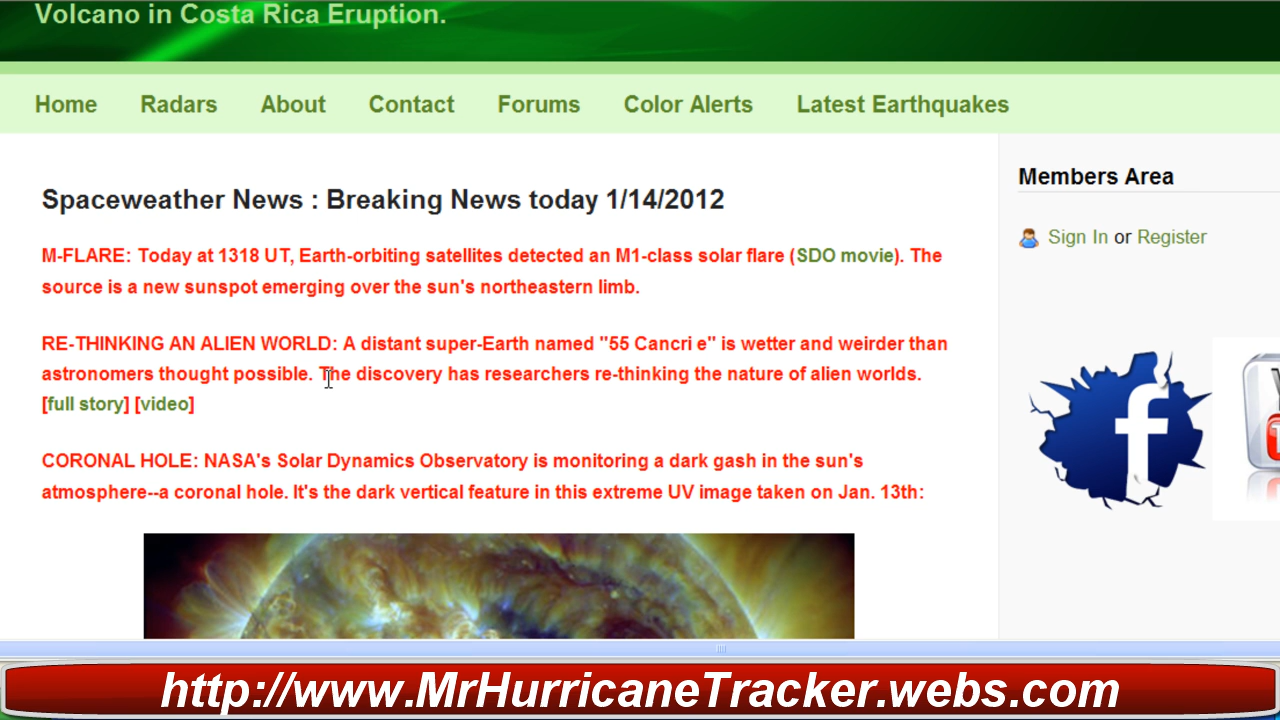 Volcano in Costa Rica Eruption.
Home Radars About Contact Forums Color Alerts Latest Earthquakes
Spaceweather News : Breaking News today 1/14/2012
M-FLARE: Today at 1318 UT, Earth-orbiting satellites detected an M1-class solar flare (SDO movie). The
source is a new sunspot emerging over the sun's northeastern limb.
RE-THINKING AN ALIEN WORLD: A distant super-Earth named "55 Cancri e" is wetter and weirder than
astronomers thought possible. The discovery has researchers re-thinking the nature of alien worlds.
[full story] [video]
CORONAL HOLE: NASA's Solar Dynamics Observatory is monitoring a dark gash in the sun's
atmosphere--a coronal hole. It's the dark vertical feature in this extreme UV image taken on Jan. 13th:
Members Area
Sign In or Register
f
http://www.MrHurricaneTracker.webs.com